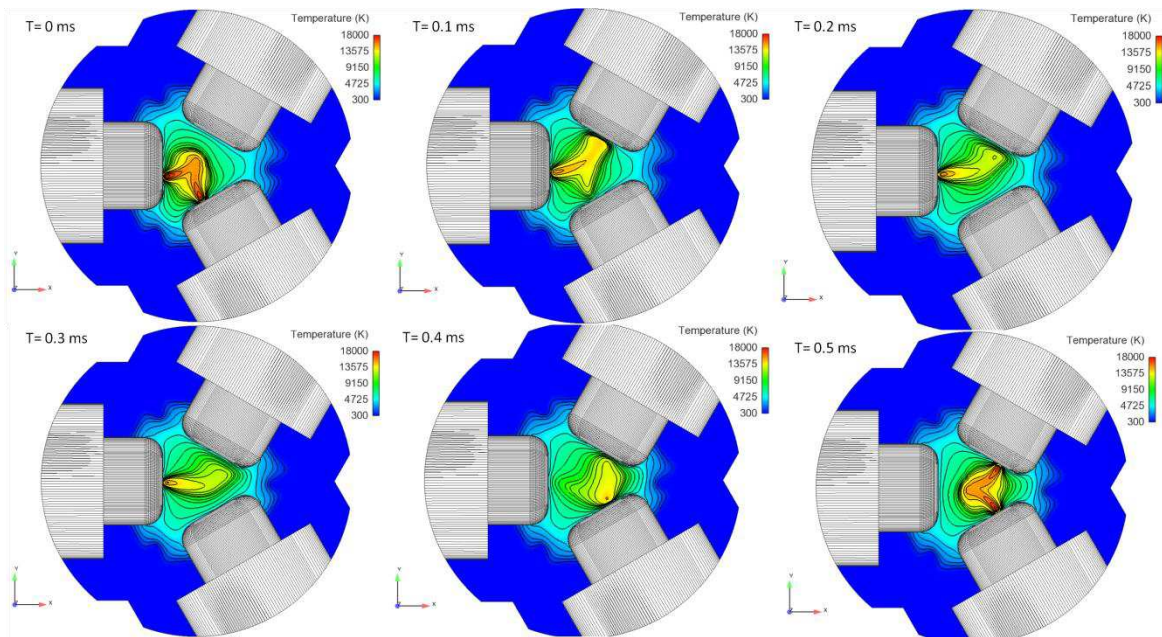 T= 0 ms
Temperature (K)
18000
13575
9150
4725
300
Y
X
Z
T= 0.1 ms
Temperature (K)
18000
13575
9150
4725
300
Y
X
Z
T= 0.2 ms
Temperature (K)
18000
13575
9150
4725
300
Y
X
Z
T= 0.3 ms
Temperature (K)
18000
13575
9150
4725
300
Y
X
Z
T= 0.4 ms
Temperature (K)
18000
13575
9150
4725
300
Y
X
Z
T= 0.5 ms
Temperature (K)
18000
13575
9150
4725
300
Y
X
Z